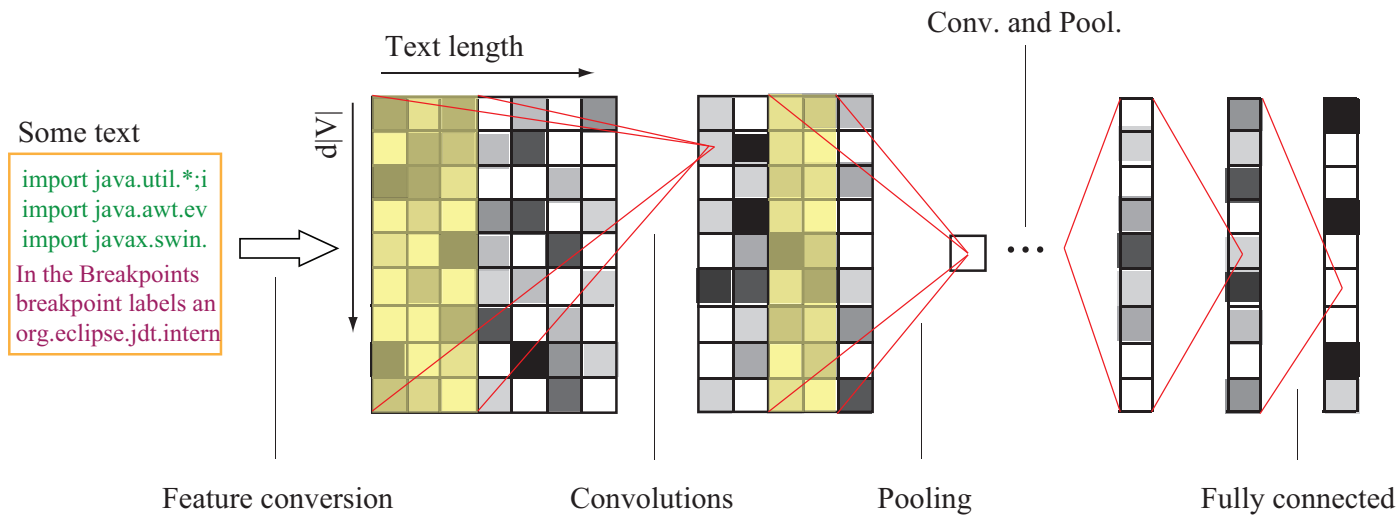 Conv. and Pool.
Text length
d|V|
Some text
import java.util.*;i
import java.awt.ev
import javax.swin.
In the Breakpoints
breakpoint labels an
org.eclipse.jdt.intern
...
Feature conversion
Convolutions
Pooling
Fully connected